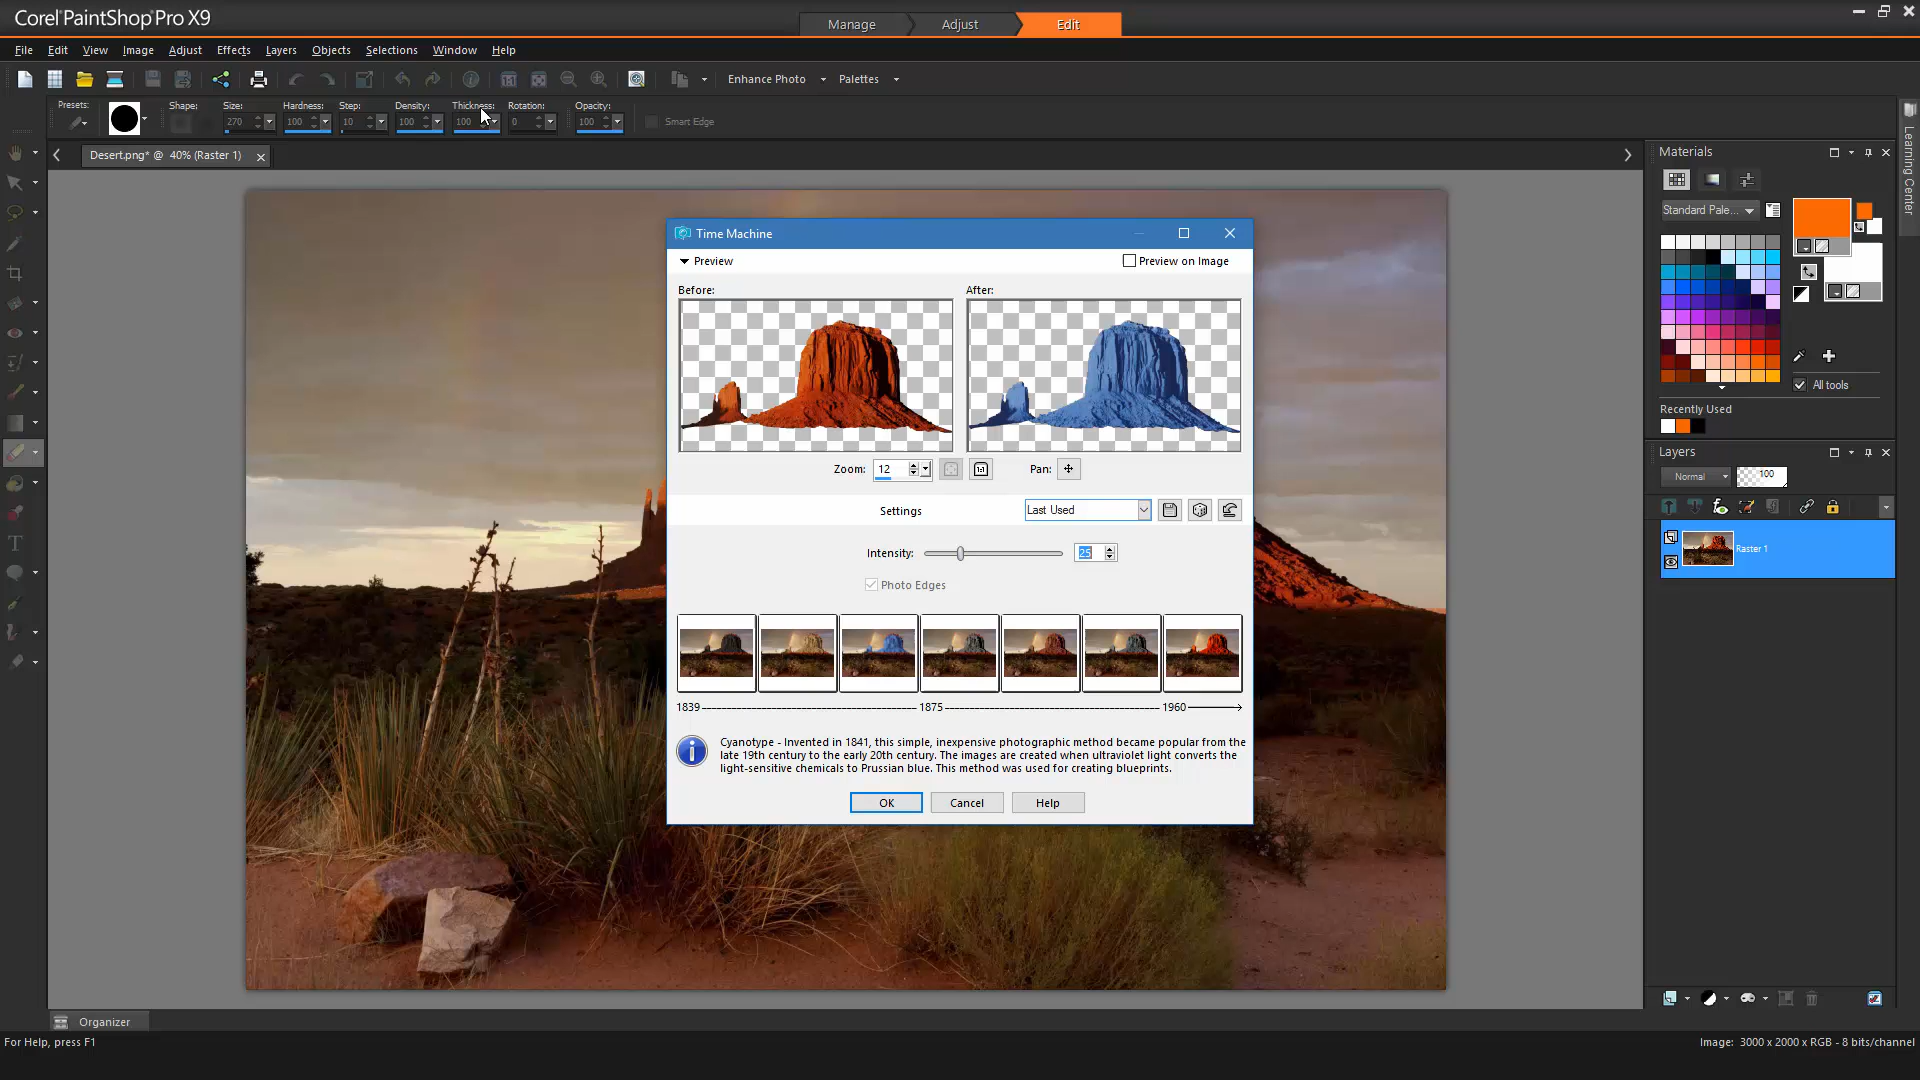 Corel PaintShop Pro X9
Manage Adjust Edit
File Edit View Image Adjust Effects Layers Objects Selections Window Help
Enhance Photo Palettes
Presets: Shape: Size: Hardness: Step: Density: Thickness: Rotation: Opacity:
270 100 10 100 100 0 100 Smart Edge
Desert.png* @ 40% (Raster 1)
Materials
Learning Center
Standard Pale...
All tools
Recently Used
Layers
Normal 100
Raster 1
Time Machine
Preview Preview on Image
Before: After:
Zoom: 12 Pan:
Settings Last Used
Intensity: 25
Photo Edges
1839 1875 1960
Cyanotype - Invented in 1841, this simple, inexpensive photographic method became popular from the
late 19th century to the early 20th century. The images are created when ultraviolet light converts the
light-sensitive chemicals to Prussian blue. This method was used for creating blueprints.
OK Cancel Help
Organizer
For Help, press F1
Image: 3000 x 2000 x RGB - 8 bits/channel